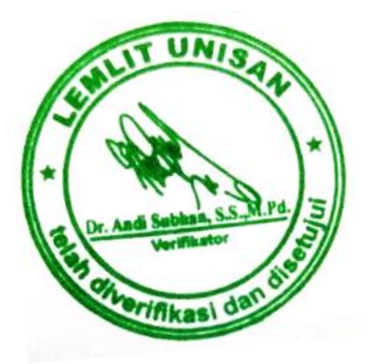 LEMLIT UNISAN
Dr. Andi Subhan, S.S.,M.Pd.
Verifikator
telah diverifikasi dan disetujui